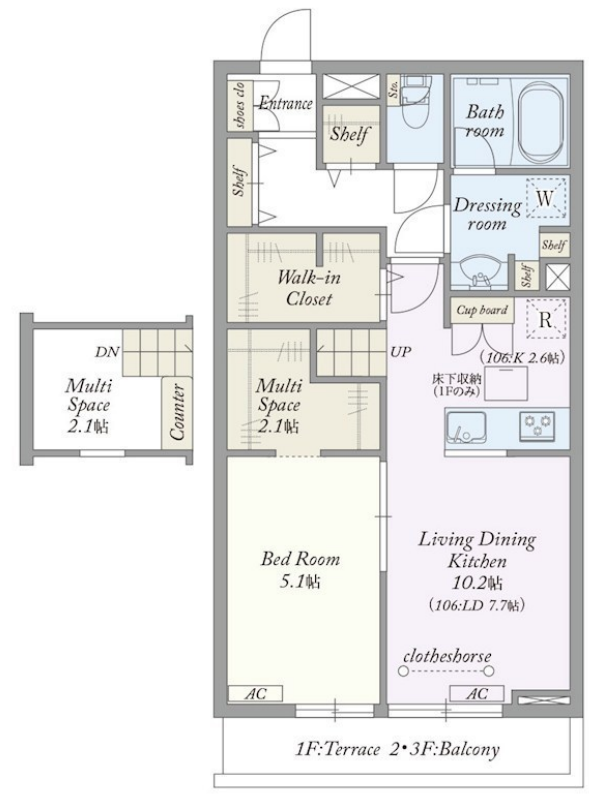 shoes clo
Entrance
Sto.
Bath
room
Shelf
Shelf
Dressing
room
W
Shelf
Shelf
Walk-in
Closet
Cup board
R
(106:K 2.6帖)
DN
UP
床下収納
(1Fのみ)
Multi
Space
2.1帖
Counter
Multi
Space
2.1帖
Bed Room
5.1帖
Living Dining
Kitchen
10.2帖
(106:LD 7.7帖)
clotheshorse
AC
AC
1F:Terrace 2•3F:Balcony